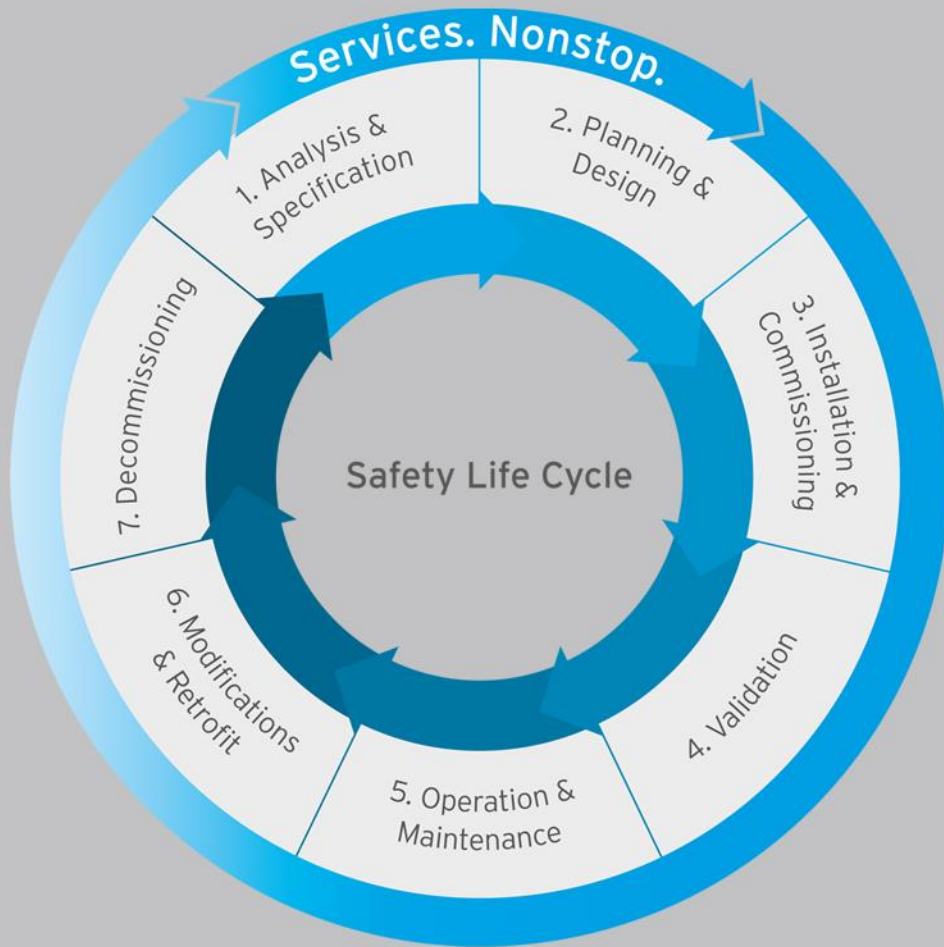 Services. Nonstop.
1. Analysis &
Specification
2. Planning &
Design
3. Installation &
Commissioning
4. Validation
5. Operation &
Maintenance
6. Modifications
& Retrofit
7. Decommissioning
Safety Life Cycle